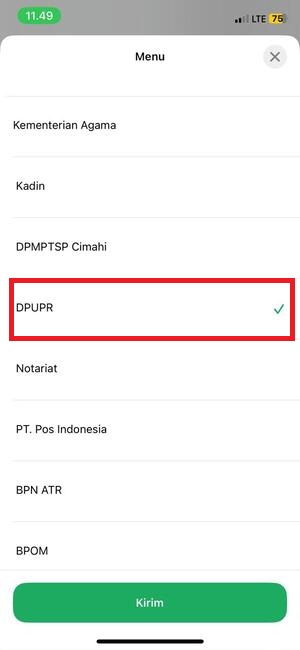 11.49
LTE 75
Menu
Kementerian Agama
Kadin
DPMPTSP Cimahi
DPUPR
Notariat
PT. Pos Indonesia
BPN ATR
BPOM
Kirim